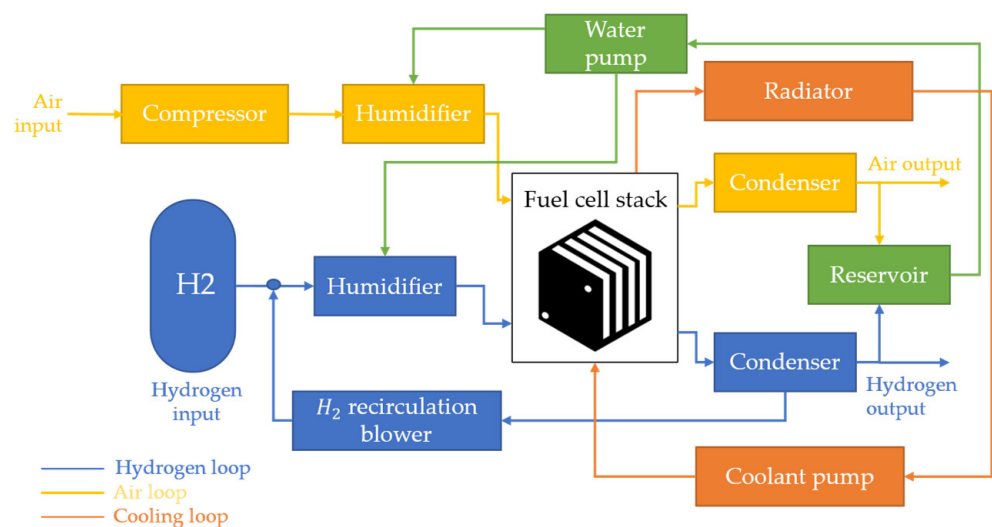 Water
pump
Air
input
Compressor
Humidifier
Radiator
Fuel cell stack
Condenser
Air output
H2
Humidifier
Reservoir
Hydrogen
input
H₂ recirculation
blower
Condenser
Hydrogen
output
Coolant pump
Hydrogen loop
Air loop
Cooling loop